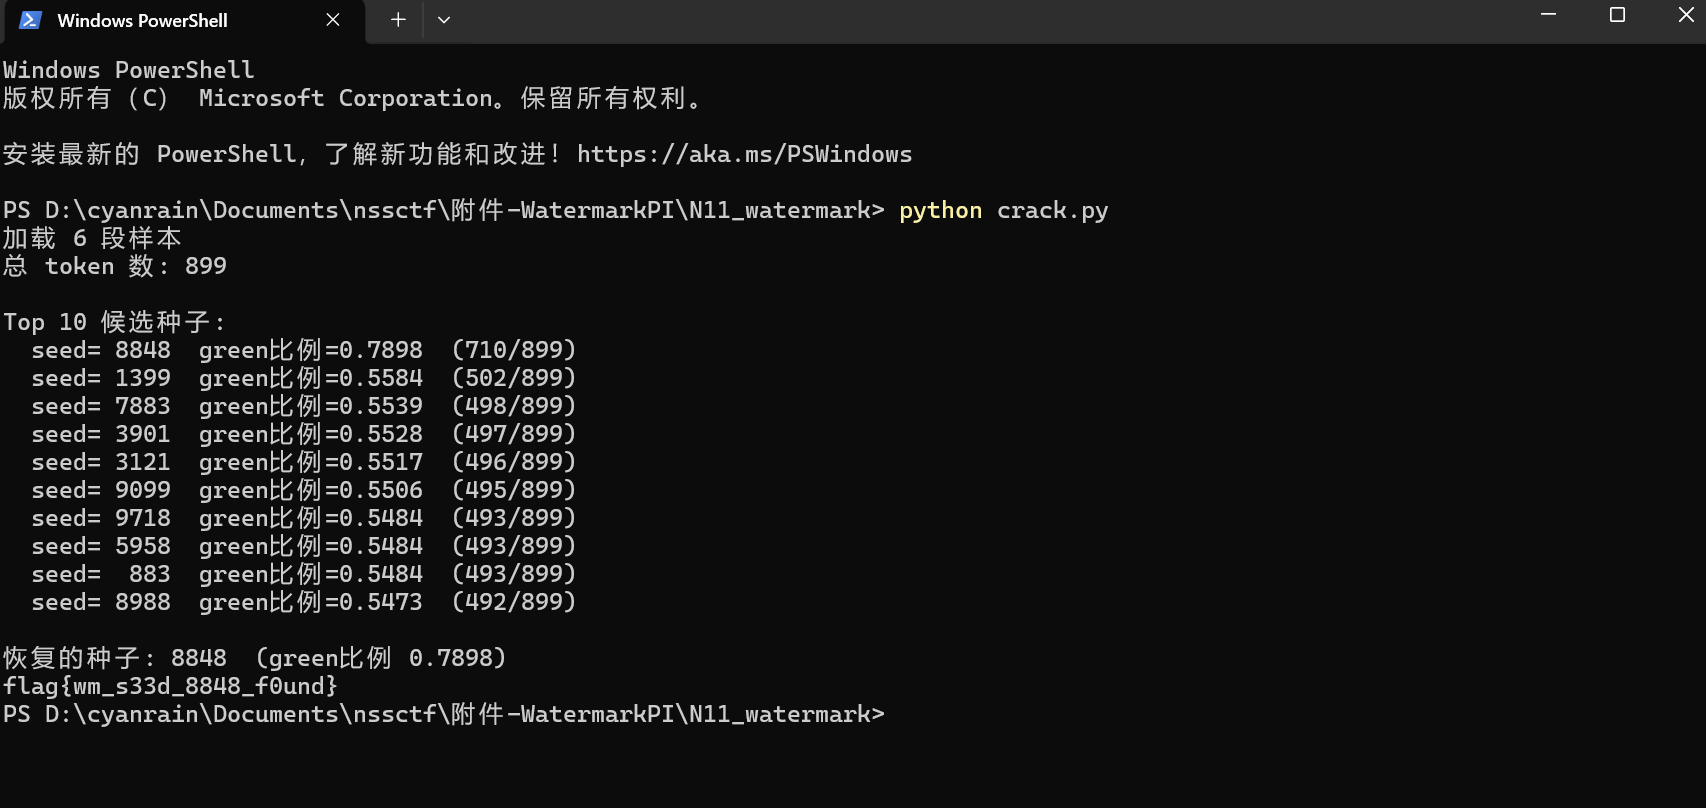 Windows PowerShell
Windows PowerShell
版权所有（C） Microsoft Corporation。保留所有权利。
安装最新的 PowerShell，了解新功能和改进！https://aka.ms/PSWindows
PS D:\cyanrain\Documents\nssctf\附件-WatermarkPI\N11_watermark> python crack.py
加载 6 段样本
总 token 数: 899
Top 10 候选种子:
  seed= 8848  green比例=0.7898  (710/899)
  seed= 1399  green比例=0.5584  (502/899)
  seed= 7883  green比例=0.5539  (498/899)
  seed= 3901  green比例=0.5528  (497/899)
  seed= 3121  green比例=0.5517  (496/899)
  seed= 9099  green比例=0.5506  (495/899)
  seed= 9718  green比例=0.5484  (493/899)
  seed= 5958  green比例=0.5484  (493/899)
  seed=  883  green比例=0.5484  (493/899)
  seed= 8988  green比例=0.5473  (492/899)
恢复的种子: 8848  (green比例 0.7898)
flag{wm_s33d_8848_f0und}
PS D:\cyanrain\Documents\nssctf\附件-WatermarkPI\N11_watermark>